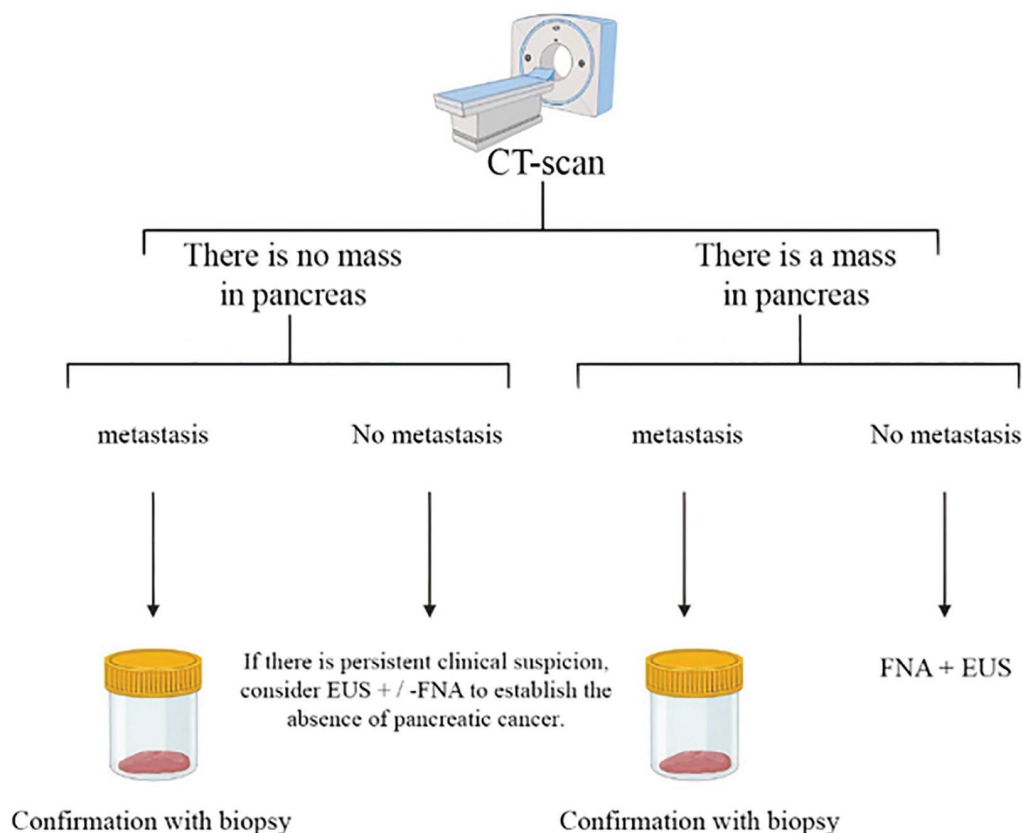 CT-scan
There is no mass
in pancreas
There is a mass
in pancreas
metastasis
No metastasis
metastasis
No metastasis
If there is persistent clinical suspicion,
consider EUS + / -FNA to establish the
absence of pancreatic cancer.
FNA + EUS
Confirmation with biopsy
Confirmation with biopsy